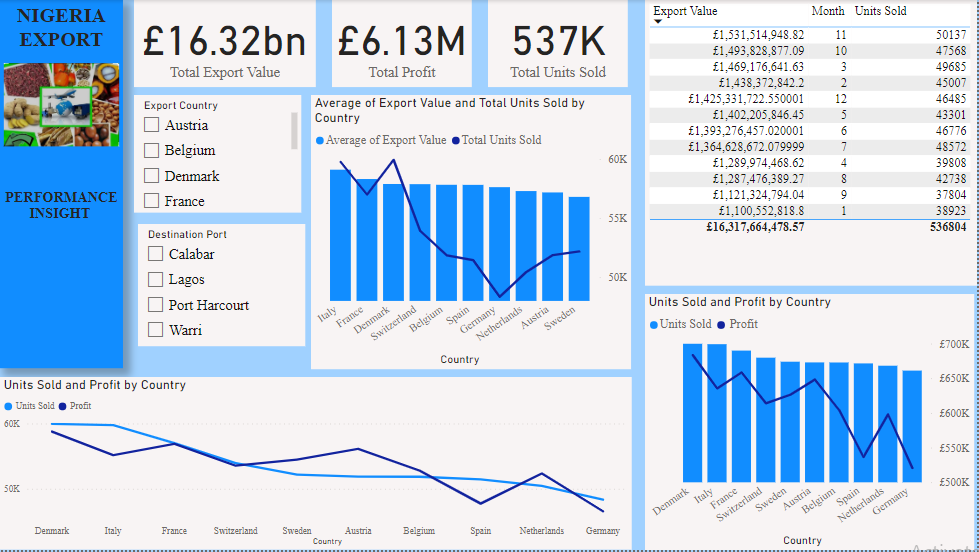 NIGERIA
EXPORT
PERFORMANCE
INSIGHT
£16.32bn
Total Export Value
£6.13M
Total Profit
537K
Total Units Sold
Export Country
Austria
Belgium
Denmark
France
Destination Port
Calabar
Lagos
Port Harcourt
Warri
Average of Export Value and Total Units Sold by
Country
Average of Export Value Total Units Sold
60K
55K
50K
Italy France Denmark Switzerland Belgium Spain Germany Netherlands Austria Sweden
Country
Export Value Month Units Sold
£1,531,514,948.82 11 50137
£1,493,828,877.09 10 47568
£1,469,176,641.63 3 49685
£1,438,372,842.2 2 45007
£1,425,331,722.550001 12 46485
£1,402,205,846.45 5 43301
£1,393,276,457.020001 6 46776
£1,364,628,672.079999 7 48572
£1,289,974,468.62 4 39808
£1,287,476,389.27 8 42738
£1,121,324,794.04 9 37804
£1,100,552,818.8 1 38923
£16,317,664,478.57 536804
Units Sold and Profit by Country
Units Sold Profit
£700K
£650K
£600K
£550K
£500K
Denmark Italy France Switzerland Sweden Austria Belgium Spain Netherlands Germany
Country
Units Sold and Profit by Country
Units Sold Profit
60K
50K
Denmark Italy France Switzerland Sweden Austria Belgium Spain Netherlands Germany
Country